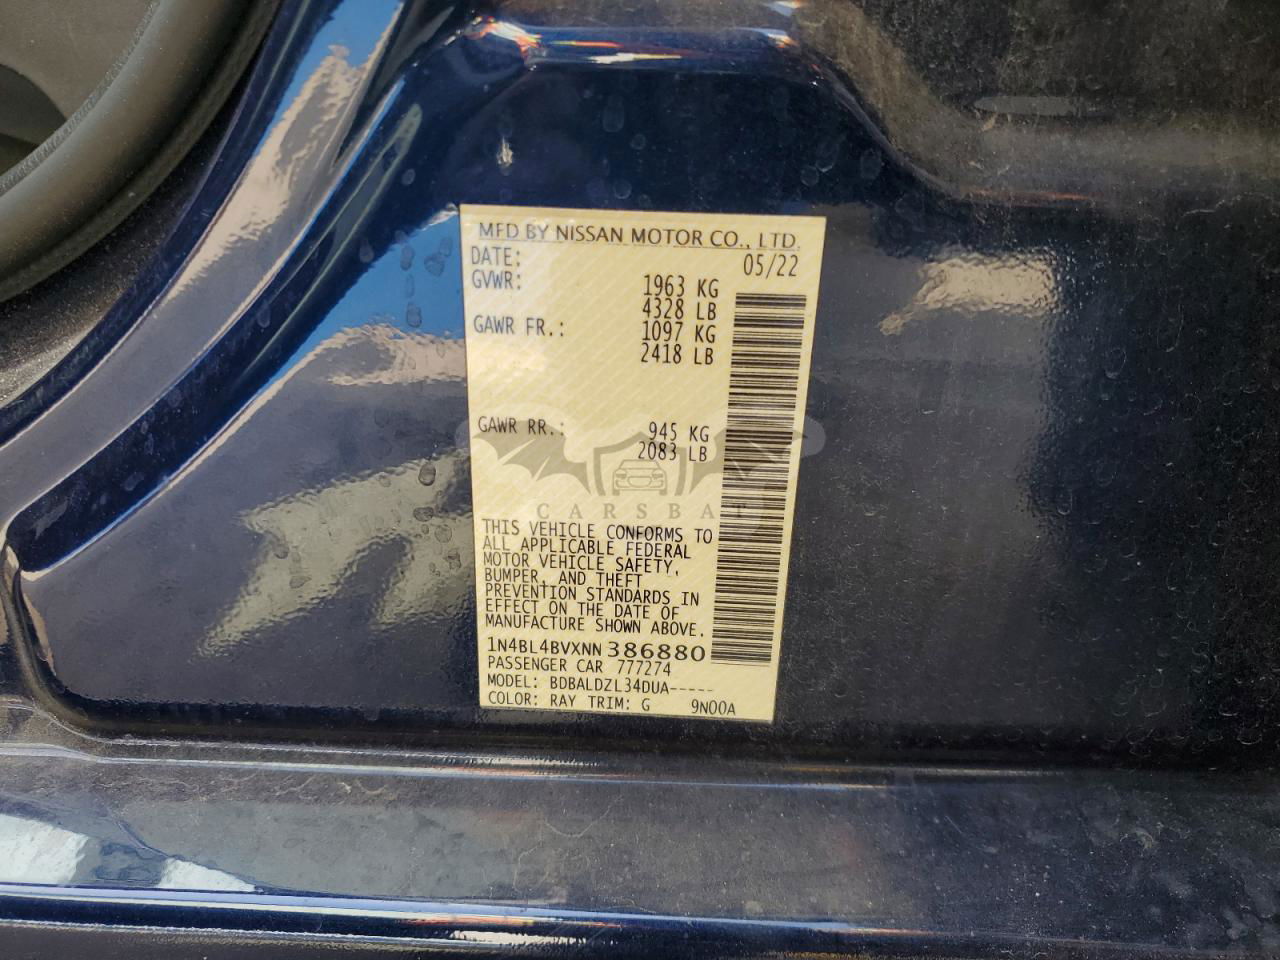 MFD BY NISSAN MOTOR CO., LTD.
DATE: 05/22
GVWR: 1963 KG
4328 LB
GAWR FR.: 1097 KG
2418 LB
GAWR RR.: 945 KG
2083 LB
CARSBAT
THIS VEHICLE CONFORMS TO
ALL APPLICABLE FEDERAL
MOTOR VEHICLE SAFETY,
BUMPER, AND THEFT
PREVENTION STANDARDS IN
EFFECT ON THE DATE OF
MANUFACTURE SHOWN ABOVE.
1N4BL4BVXNN386880
PASSENGER CAR 777274
MODEL: BDBALDZL34DUA-----
COLOR: RAY TRIM: G 9N00A